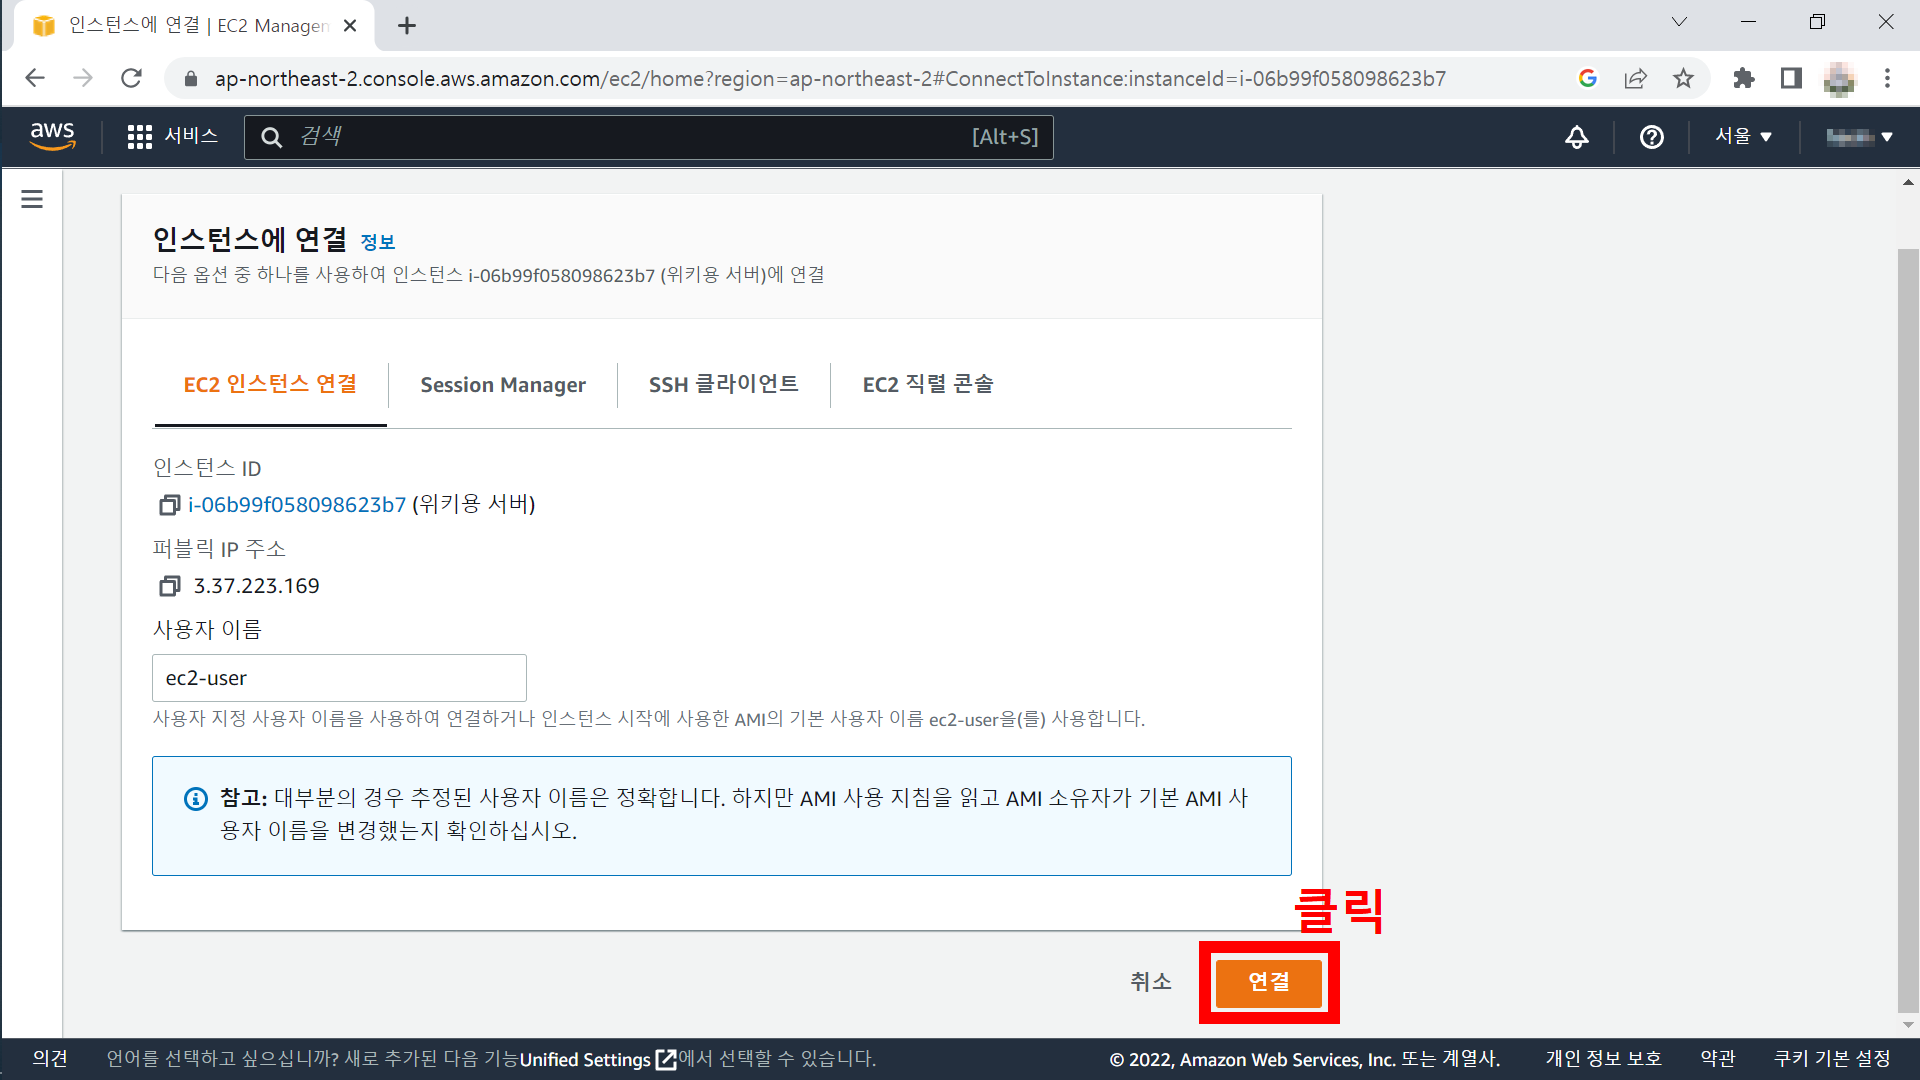 인스턴스에 연결 | EC2 Managen
ap-northeast-2.console.aws.amazon.com/ec2/home?region=ap-northeast-2#ConnectToInstance:instanceId=i-06b99f058098623b7
aws 서비스 검색 [Alt+S] 서울
인스턴스에 연결 정보
다음 옵션 중 하나를 사용하여 인스턴스 i-06b99f058098623b7 (위키용 서버)에 연결
EC2 인스턴스 연결 Session Manager SSH 클라이언트 EC2 직렬 콘솔
인스턴스 ID
i-06b99f058098623b7 (위키용 서버)
퍼블릭 IP 주소
3.37.223.169
사용자 이름
ec2-user
사용자 지정 사용자 이름을 사용하여 연결하거나 인스턴스 시작에 사용한 AMI의 기본 사용자 이름 ec2-user을(를) 사용합니다.
참고: 대부분의 경우 추정된 사용자 이름은 정확합니다. 하지만 AMI 사용 지침을 읽고 AMI 소유자가 기본 AMI 사
용자 이름을 변경했는지 확인하십시오.
클릭
취소 연결
의견 언어를 선택하고 싶으십니까? 새로 추가된 다음 기능Unified Settings에서 선택할 수 있습니다. © 2022, Amazon Web Services, Inc. 또는 계열사. 개인 정보 보호 약관 쿠키 기본 설정